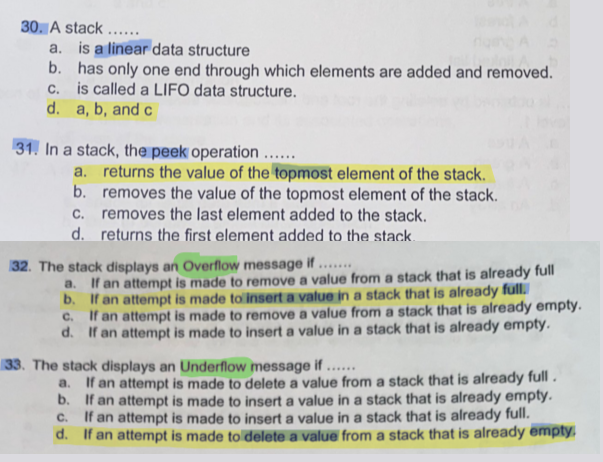 30. A stack ......
a. is a linear data structure
b. has only one end through which elements are added and removed.
c. is called a LIFO data structure.
d. a, b, and c
31. In a stack, the peek operation ......
a. returns the value of the topmost element of the stack.
b. removes the value of the topmost element of the stack.
c. removes the last element added to the stack.
d. returns the first element added to the stack.
32. The stack displays an Overflow message if .......
a. If an attempt is made to remove a value from a stack that is already full
b. If an attempt is made to insert a value in a stack that is already full.
c. If an attempt is made to remove a value from a stack that is already empty.
d. If an attempt is made to insert a value in a stack that is already empty.
33. The stack displays an Underflow message if ......
a. If an attempt is made to delete a value from a stack that is already full .
b. If an attempt is made to insert a value in a stack that is already empty.
c. If an attempt is made to insert a value in a stack that is already full.
d. If an attempt is made to delete a value from a stack that is already empty.